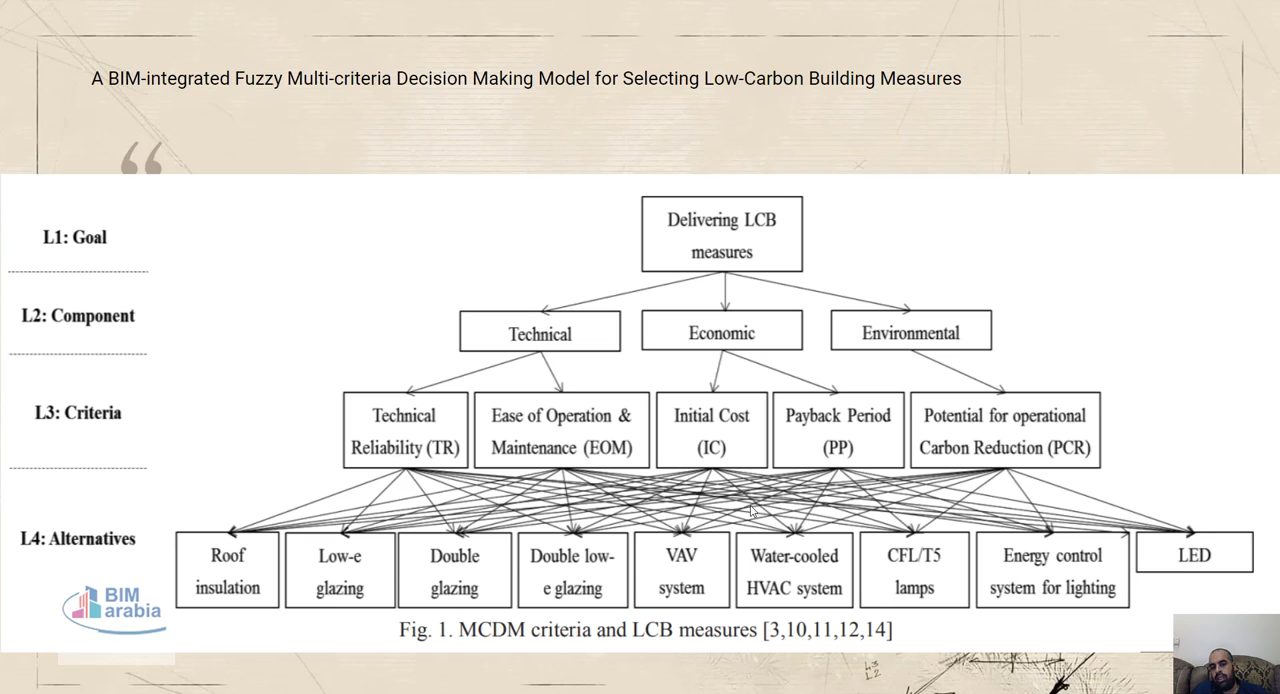 A BIM-integrated Fuzzy Multi-criteria Decision Making Model for Selecting Low-Carbon Building Measures
“
L1: Goal
Delivering LCB
measures
L2: Component
Technical
Economic
Environmental
L3: Criteria
Technical
Reliability (TR)
Ease of Operation &
Maintenance (EOM)
Initial Cost
(IC)
Payback Period
(PP)
Potential for operational
Carbon Reduction (PCR)
L4: Alternatives
Roof
insulation
Low-e
glazing
Double
glazing
Double low-
e glazing
VAV
system
Water-cooled
HVAC system
CFL/T5
lamps
Energy control
system for lighting
LED
BIM
arabia
Fig. 1. MCDM criteria and LCB measures [3,10,11,12,14]